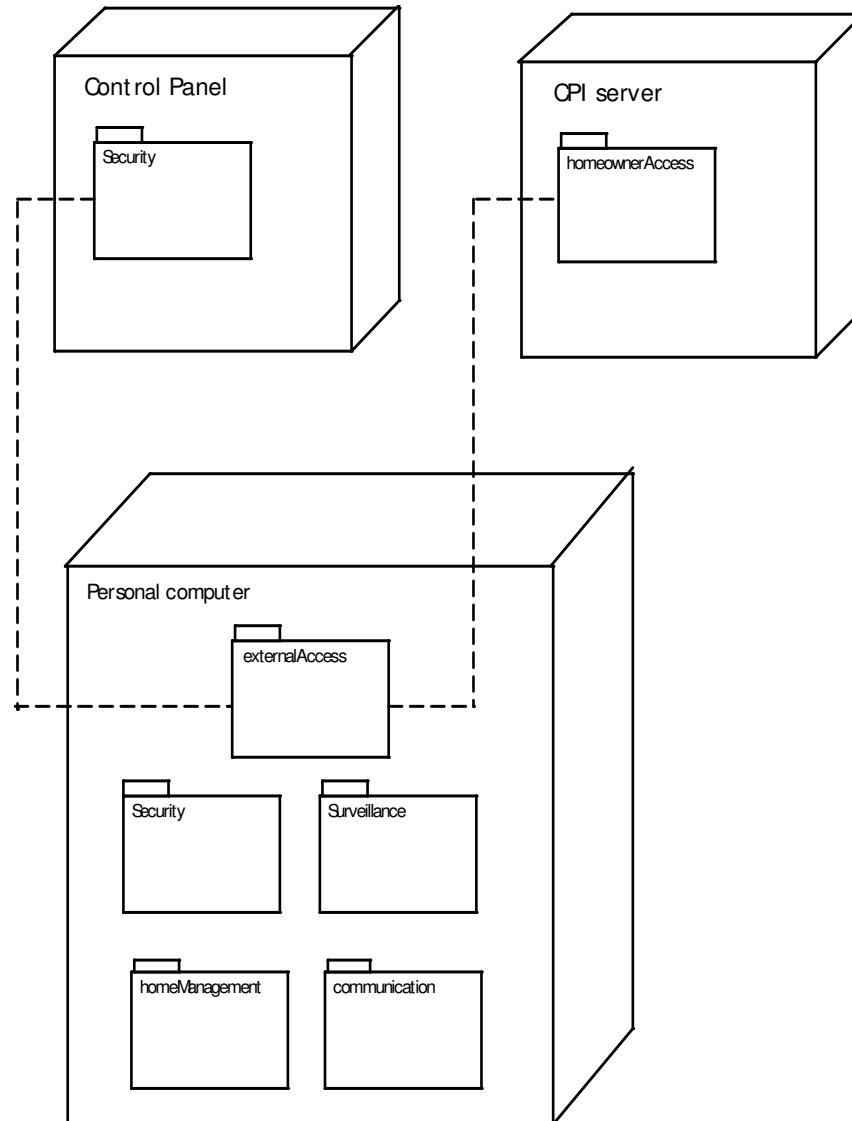 Control Panel
CPI server
Security
homeownerAccess
Personal computer
externalAccess
Security
Surveillance
homeManagement
communication